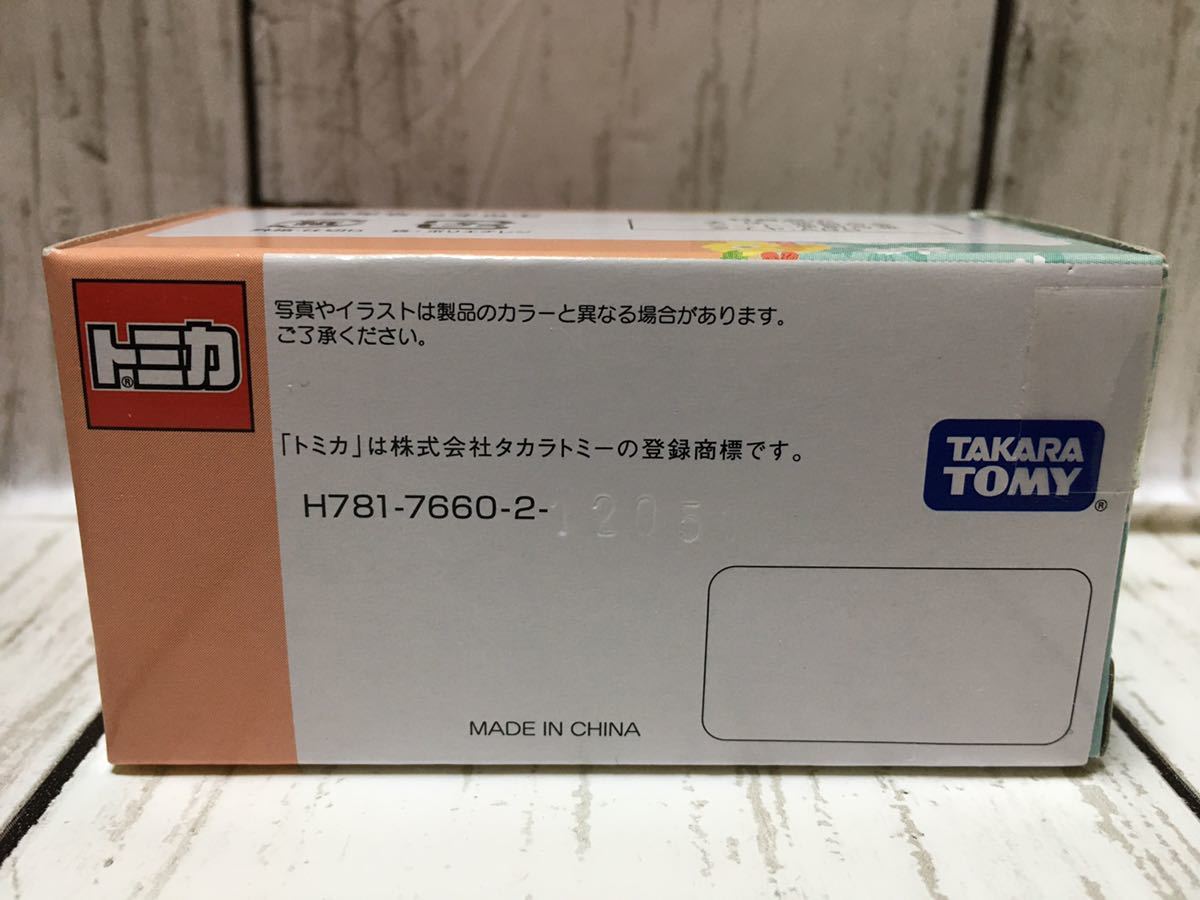 トミカ®
写真やイラストは製品のカラーと異なる場合があります。
ご了承ください。
「トミカ」は株式会社タカラトミーの登録商標です。
TAKARA
TOMY®
H781-7660-2-1205
MADE IN CHINA